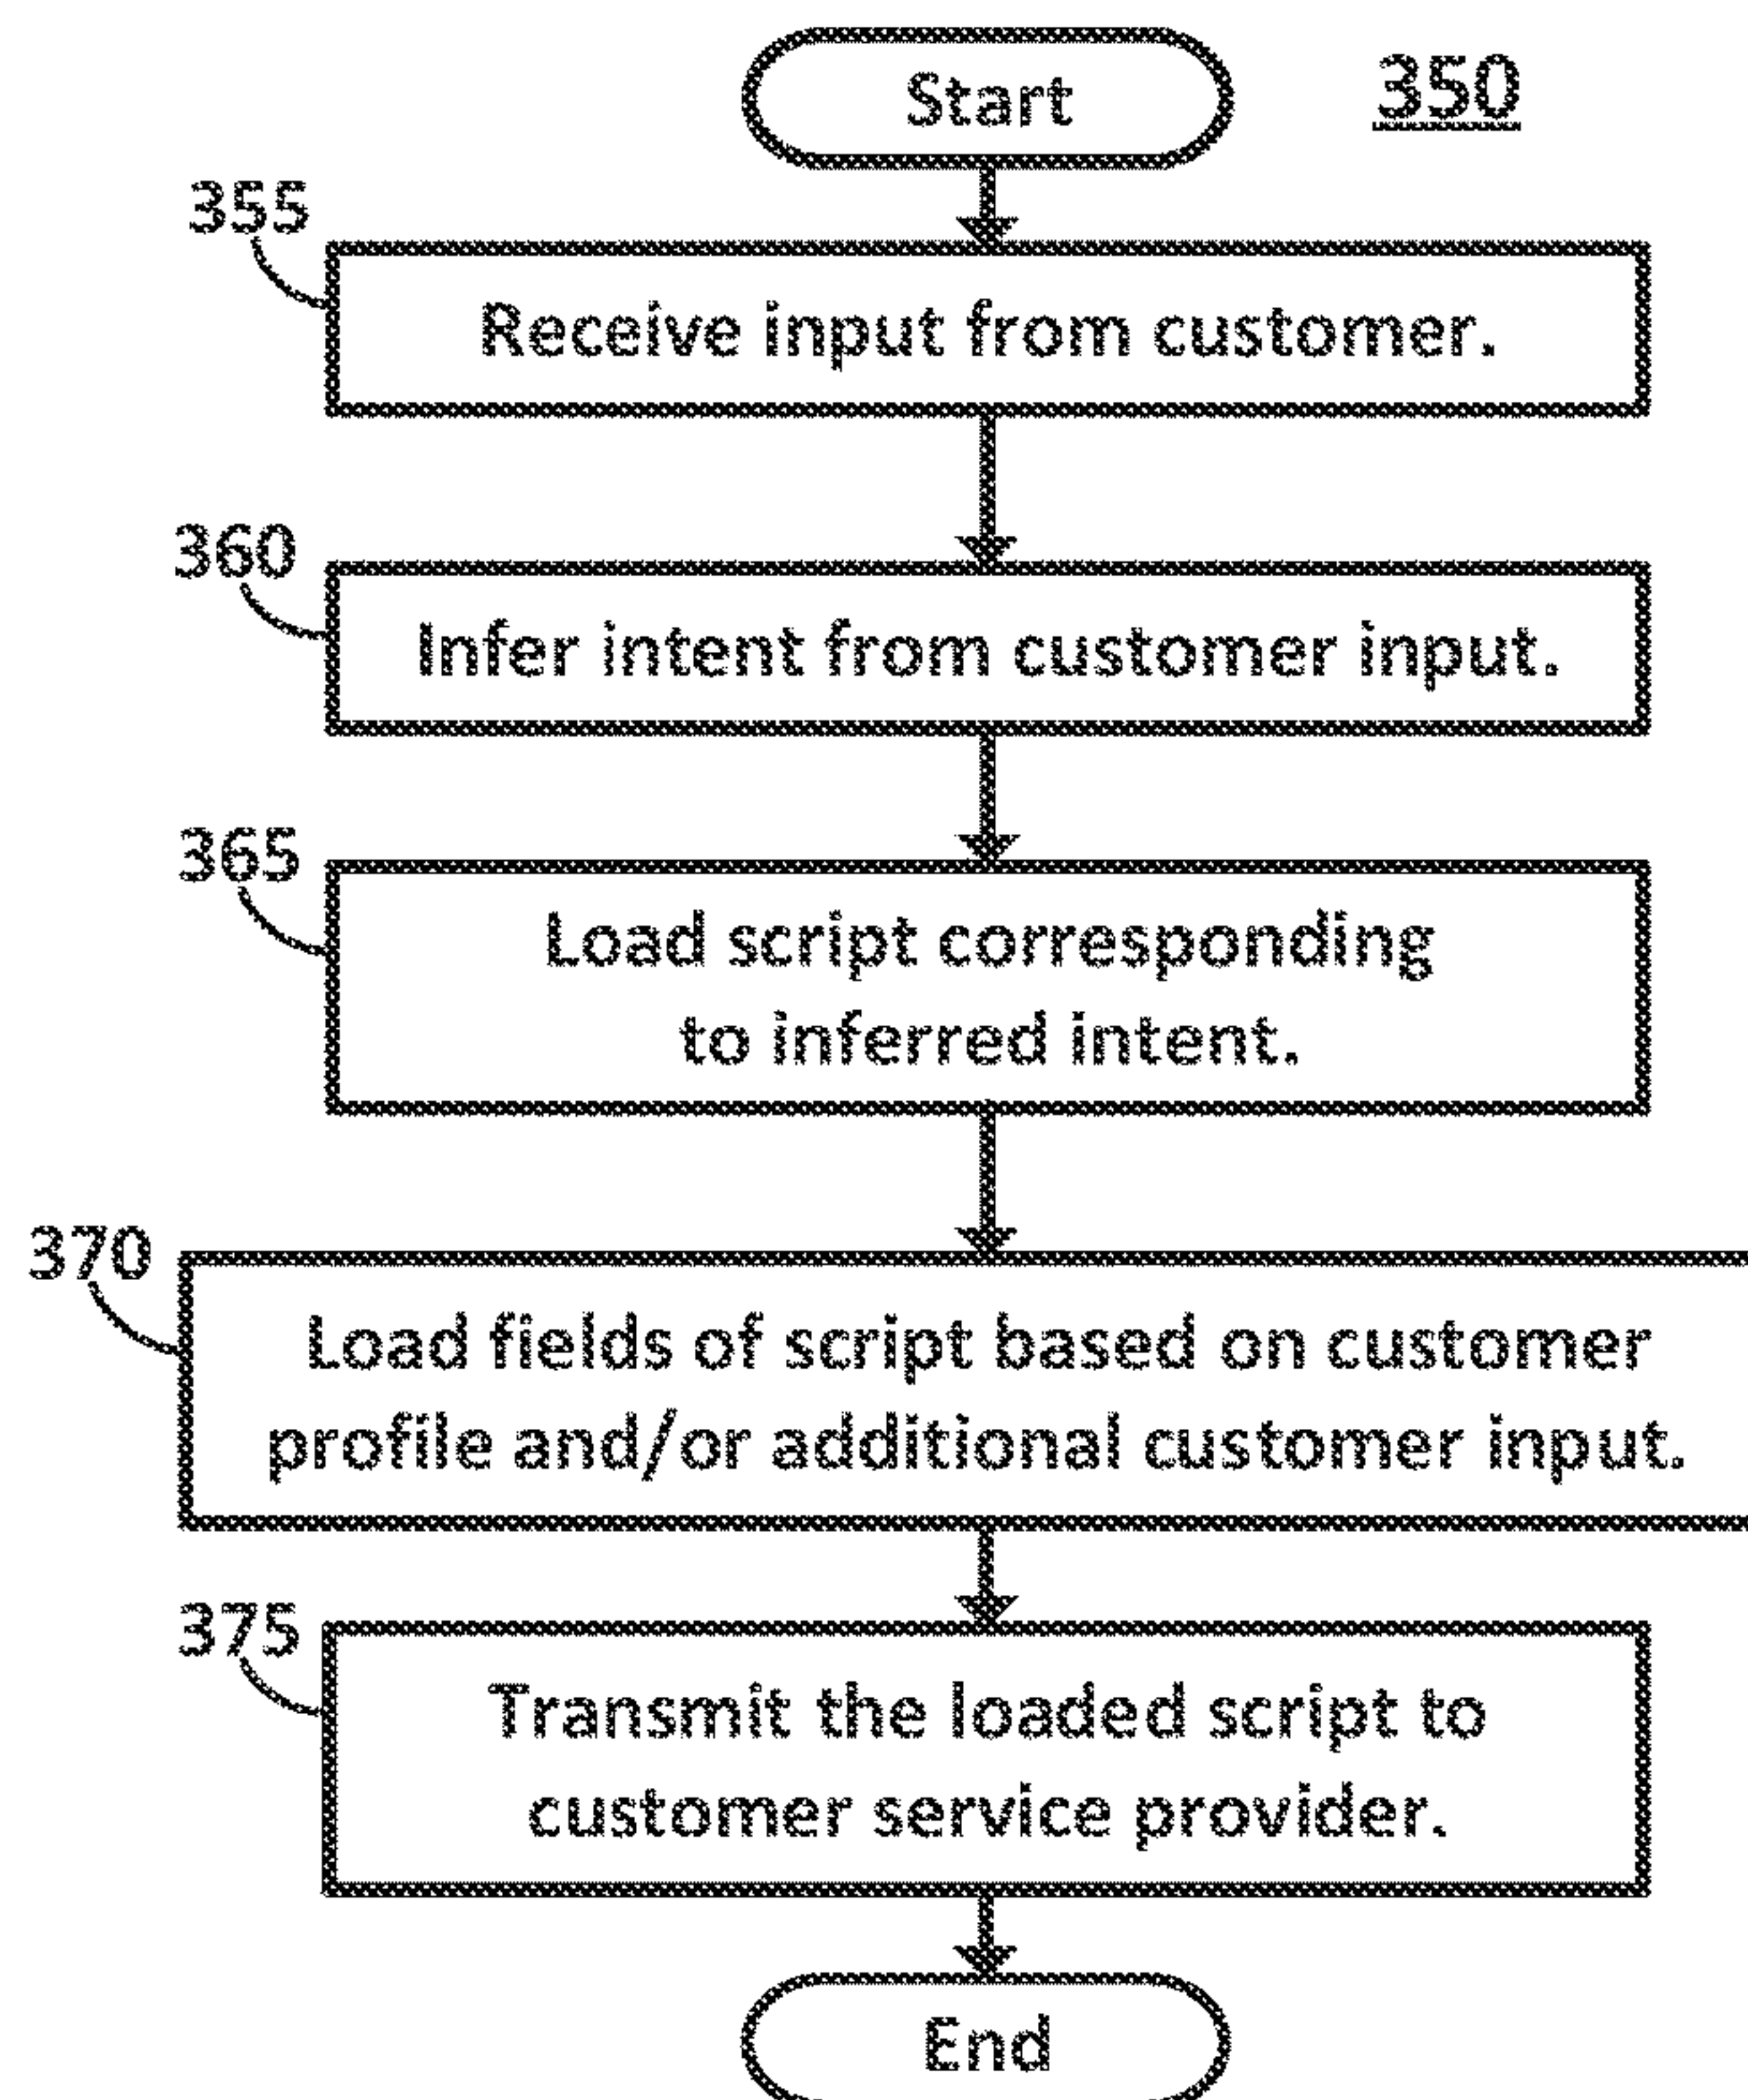 Start
350
355
Receive input from customer.
360
Infer intent from customer input.
365
Load script corresponding
to inferred intent.
370
Load fields of script based on customer
profile and/or additional customer input.
375
Transmit the loaded script to
customer service provider.
End